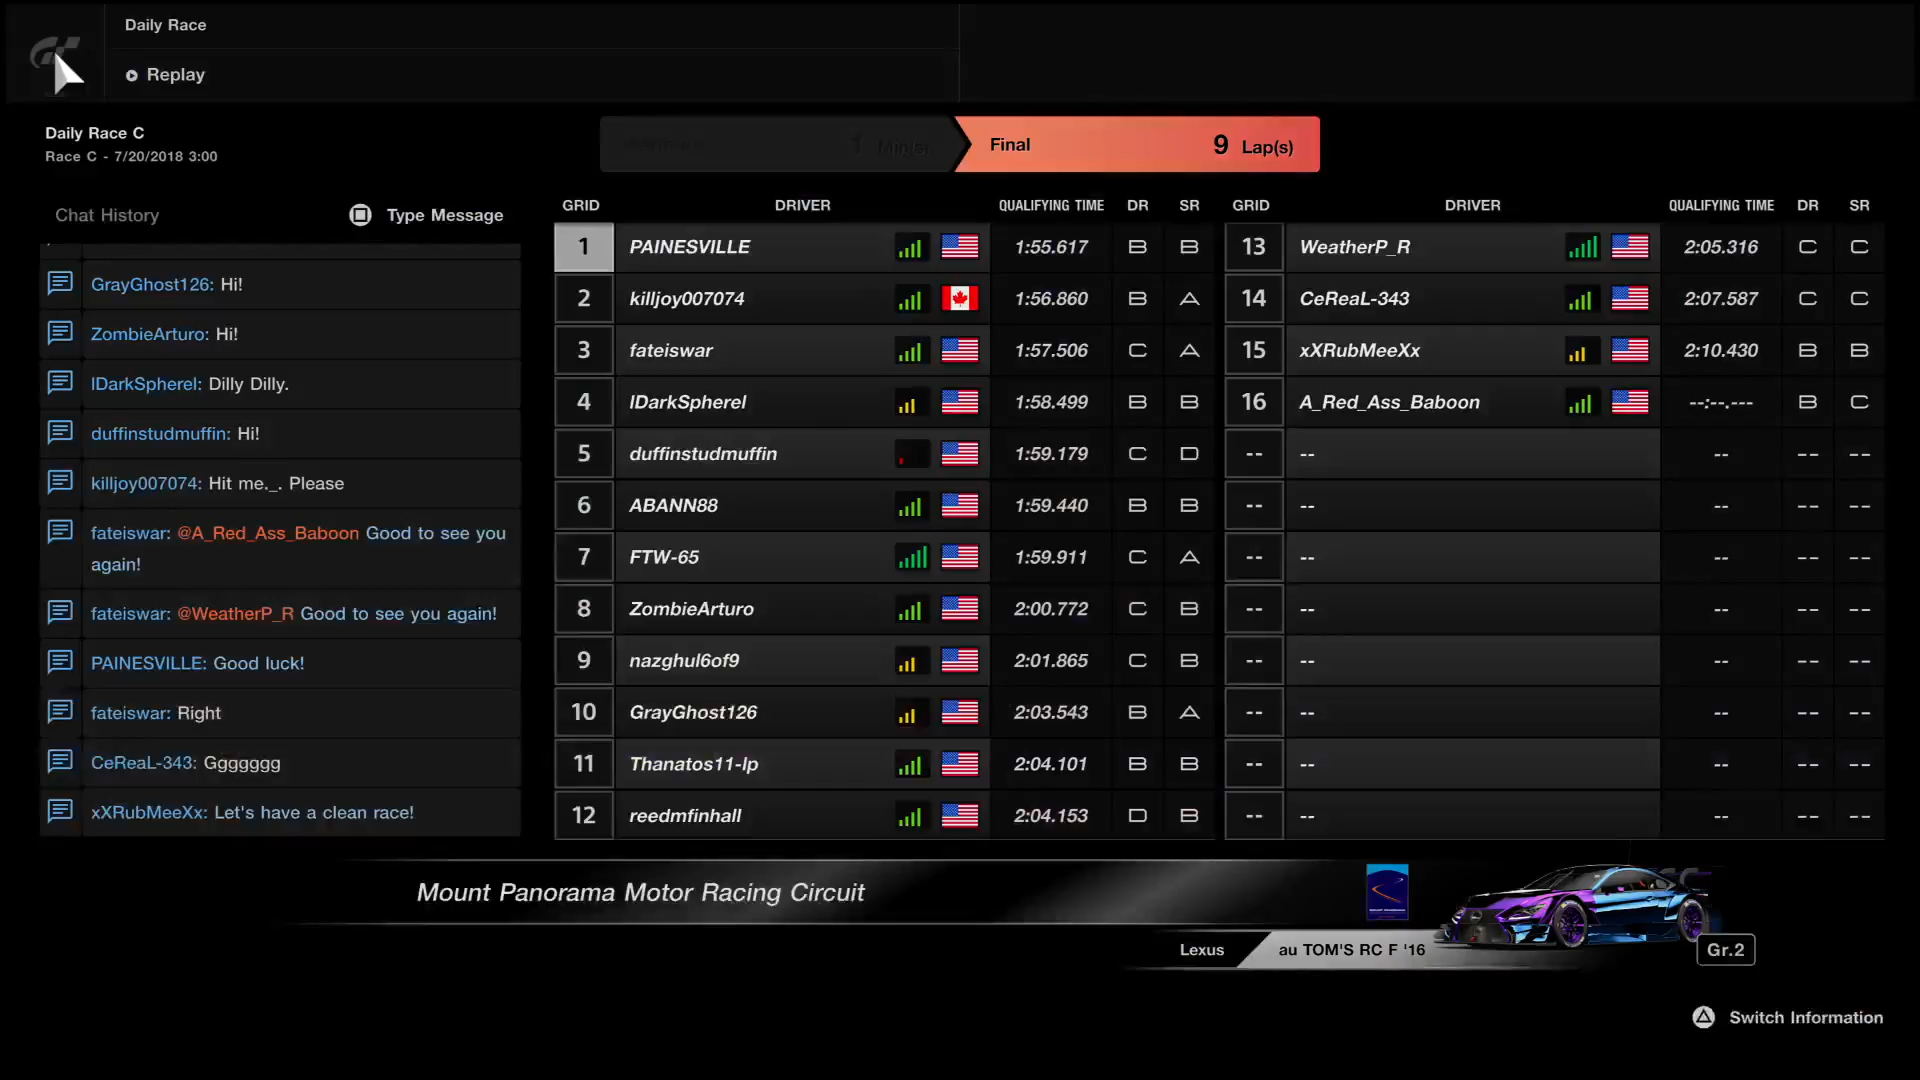 Daily Race
Replay
Daily Race C
Race C - 7/20/2018 3:00
1 Min(s)
Final 9 Lap(s)
Chat History
Type Message
GrayGhost126: Hi!
ZombieArturo: Hi!
lDarkSpherel: Dilly Dilly.
duffinstudmuffin: Hi!
killjoy007074: Hit me._. Please
fateiswar: @A_Red_Ass_Baboon Good to see you
again!
fateiswar: @WeatherP_R Good to see you again!
PAINESVILLE: Good luck!
fateiswar: Right
CeReaL-343: Ggggggg
xXRubMeeXx: Let's have a clean race!
GRID DRIVER QUALIFYING TIME DR SR
1 PAINESVILLE 1:55.617 B B
2 killjoy007074 1:56.860 B A
3 fateiswar 1:57.506 C A
4 lDarkSpherel 1:58.499 B B
5 duffinstudmuffin 1:59.179 C D
6 ABANN88 1:59.440 B B
7 FTW-65 1:59.911 C A
8 ZombieArturo 2:00.772 C B
9 nazghul6of9 2:01.865 C B
10 GrayGhost126 2:03.543 B A
11 Thanatos11-lp 2:04.101 B B
12 reedmfinhall 2:04.153 D B
GRID DRIVER QUALIFYING TIME DR SR
13 WeatherP_R 2:05.316 C C
14 CeReaL-343 2:07.587 C C
15 xXRubMeeXx 2:10.430 B B
16 A_Red_Ass_Baboon --:--.--- B C
-- -- -- -- --
-- -- -- -- --
-- -- -- -- --
-- -- -- -- --
-- -- -- -- --
-- -- -- -- --
-- -- -- -- --
-- -- -- -- --
Mount Panorama Motor Racing Circuit
Lexus au TOM'S RC F '16
Gr.2
Switch Information